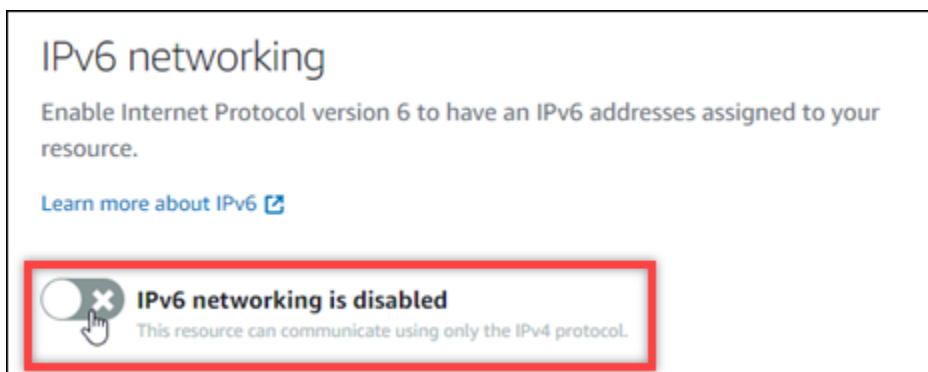 IPv6 networking
Enable Internet Protocol version 6 to have an IPv6 addresses assigned to your
resource.
Learn more about IPv6
IPv6 networking is disabled
This resource can communicate using only the IPv4 protocol.